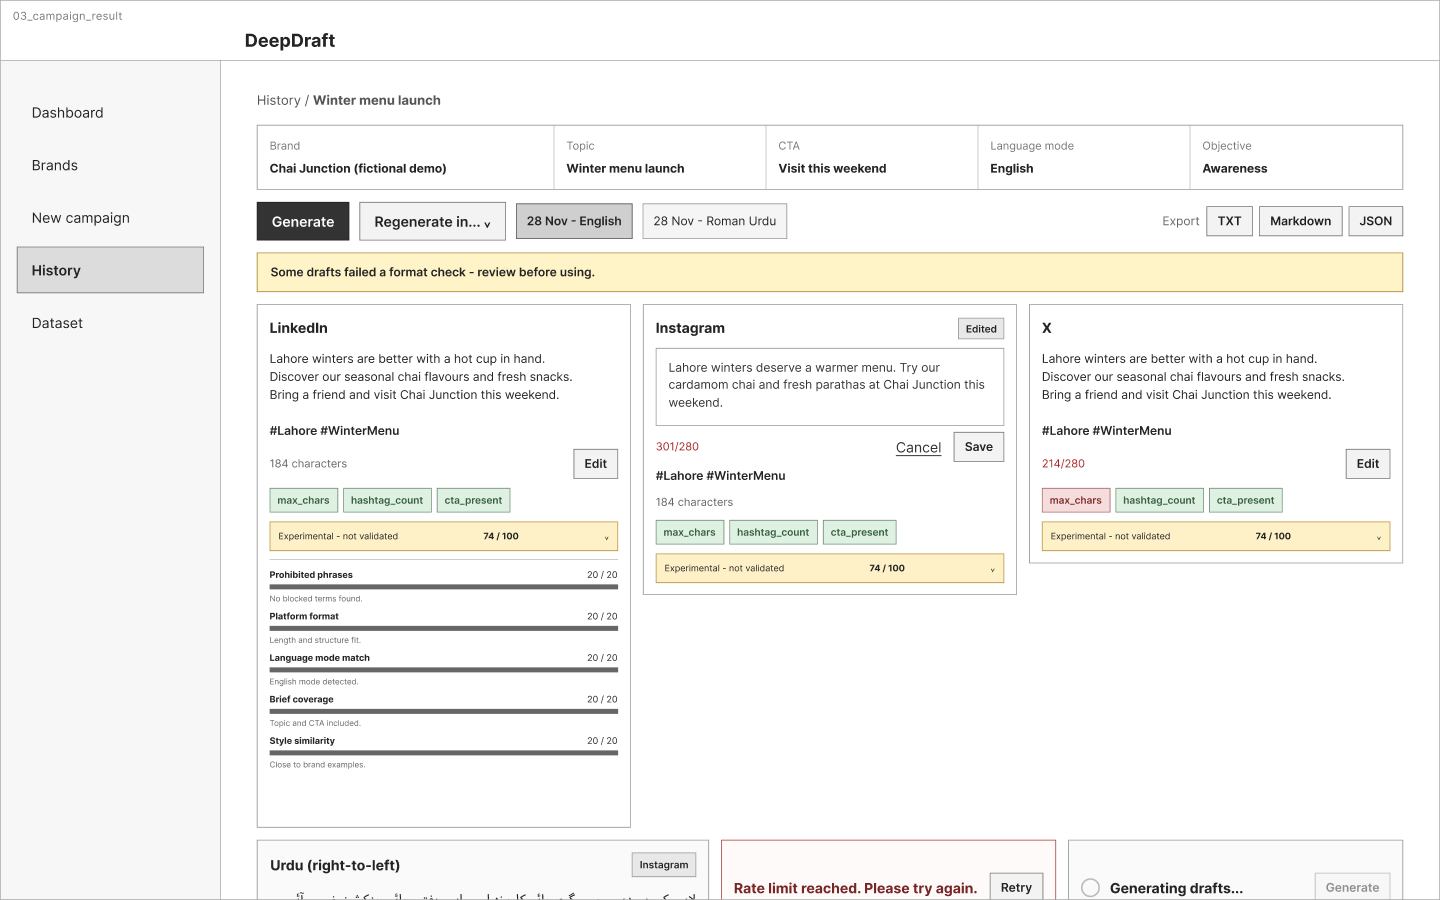 03_campaign_result
DeepDraft
Dashboard
Brands
New campaign
History
Dataset
History / Winter menu launch
Brand
Chai Junction (fictional demo)
Topic
Winter menu launch
CTA
Visit this weekend
Language mode
English
Objective
Awareness
Generate
Regenerate in...
28 Nov - English
28 Nov - Roman Urdu
Export
TXT
Markdown
JSON
Some drafts failed a format check - review before using.
LinkedIn
Lahore winters are better with a hot cup in hand.
Discover our seasonal chai flavours and fresh snacks.
Bring a friend and visit Chai Junction this weekend.
#Lahore #WinterMenu
184 characters
Edit
max_chars
hashtag_count
cta_present
Experimental - not validated
74 / 100
Prohibited phrases
20 / 20
No blocked terms found.
Platform format
20 / 20
Length and structure fit.
Language mode match
20 / 20
English mode detected.
Brief coverage
20 / 20
Topic and CTA included.
Style similarity
20 / 20
Close to brand examples.
Instagram
Edited
Lahore winters deserve a warmer menu. Try our
cardamom chai and fresh parathas at Chai Junction this
weekend.
301/280
Cancel
Save
#Lahore #WinterMenu
184 characters
max_chars
hashtag_count
cta_present
Experimental - not validated
74 / 100
X
Lahore winters are better with a hot cup in hand.
Discover our seasonal chai flavours and fresh snacks.
Bring a friend and visit Chai Junction this weekend.
#Lahore #WinterMenu
214/280
Edit
max_chars
hashtag_count
cta_present
Experimental - not validated
74 / 100
Urdu (right-to-left)
Instagram
Rate limit reached. Please try again.
Retry
Generating drafts...
Generate